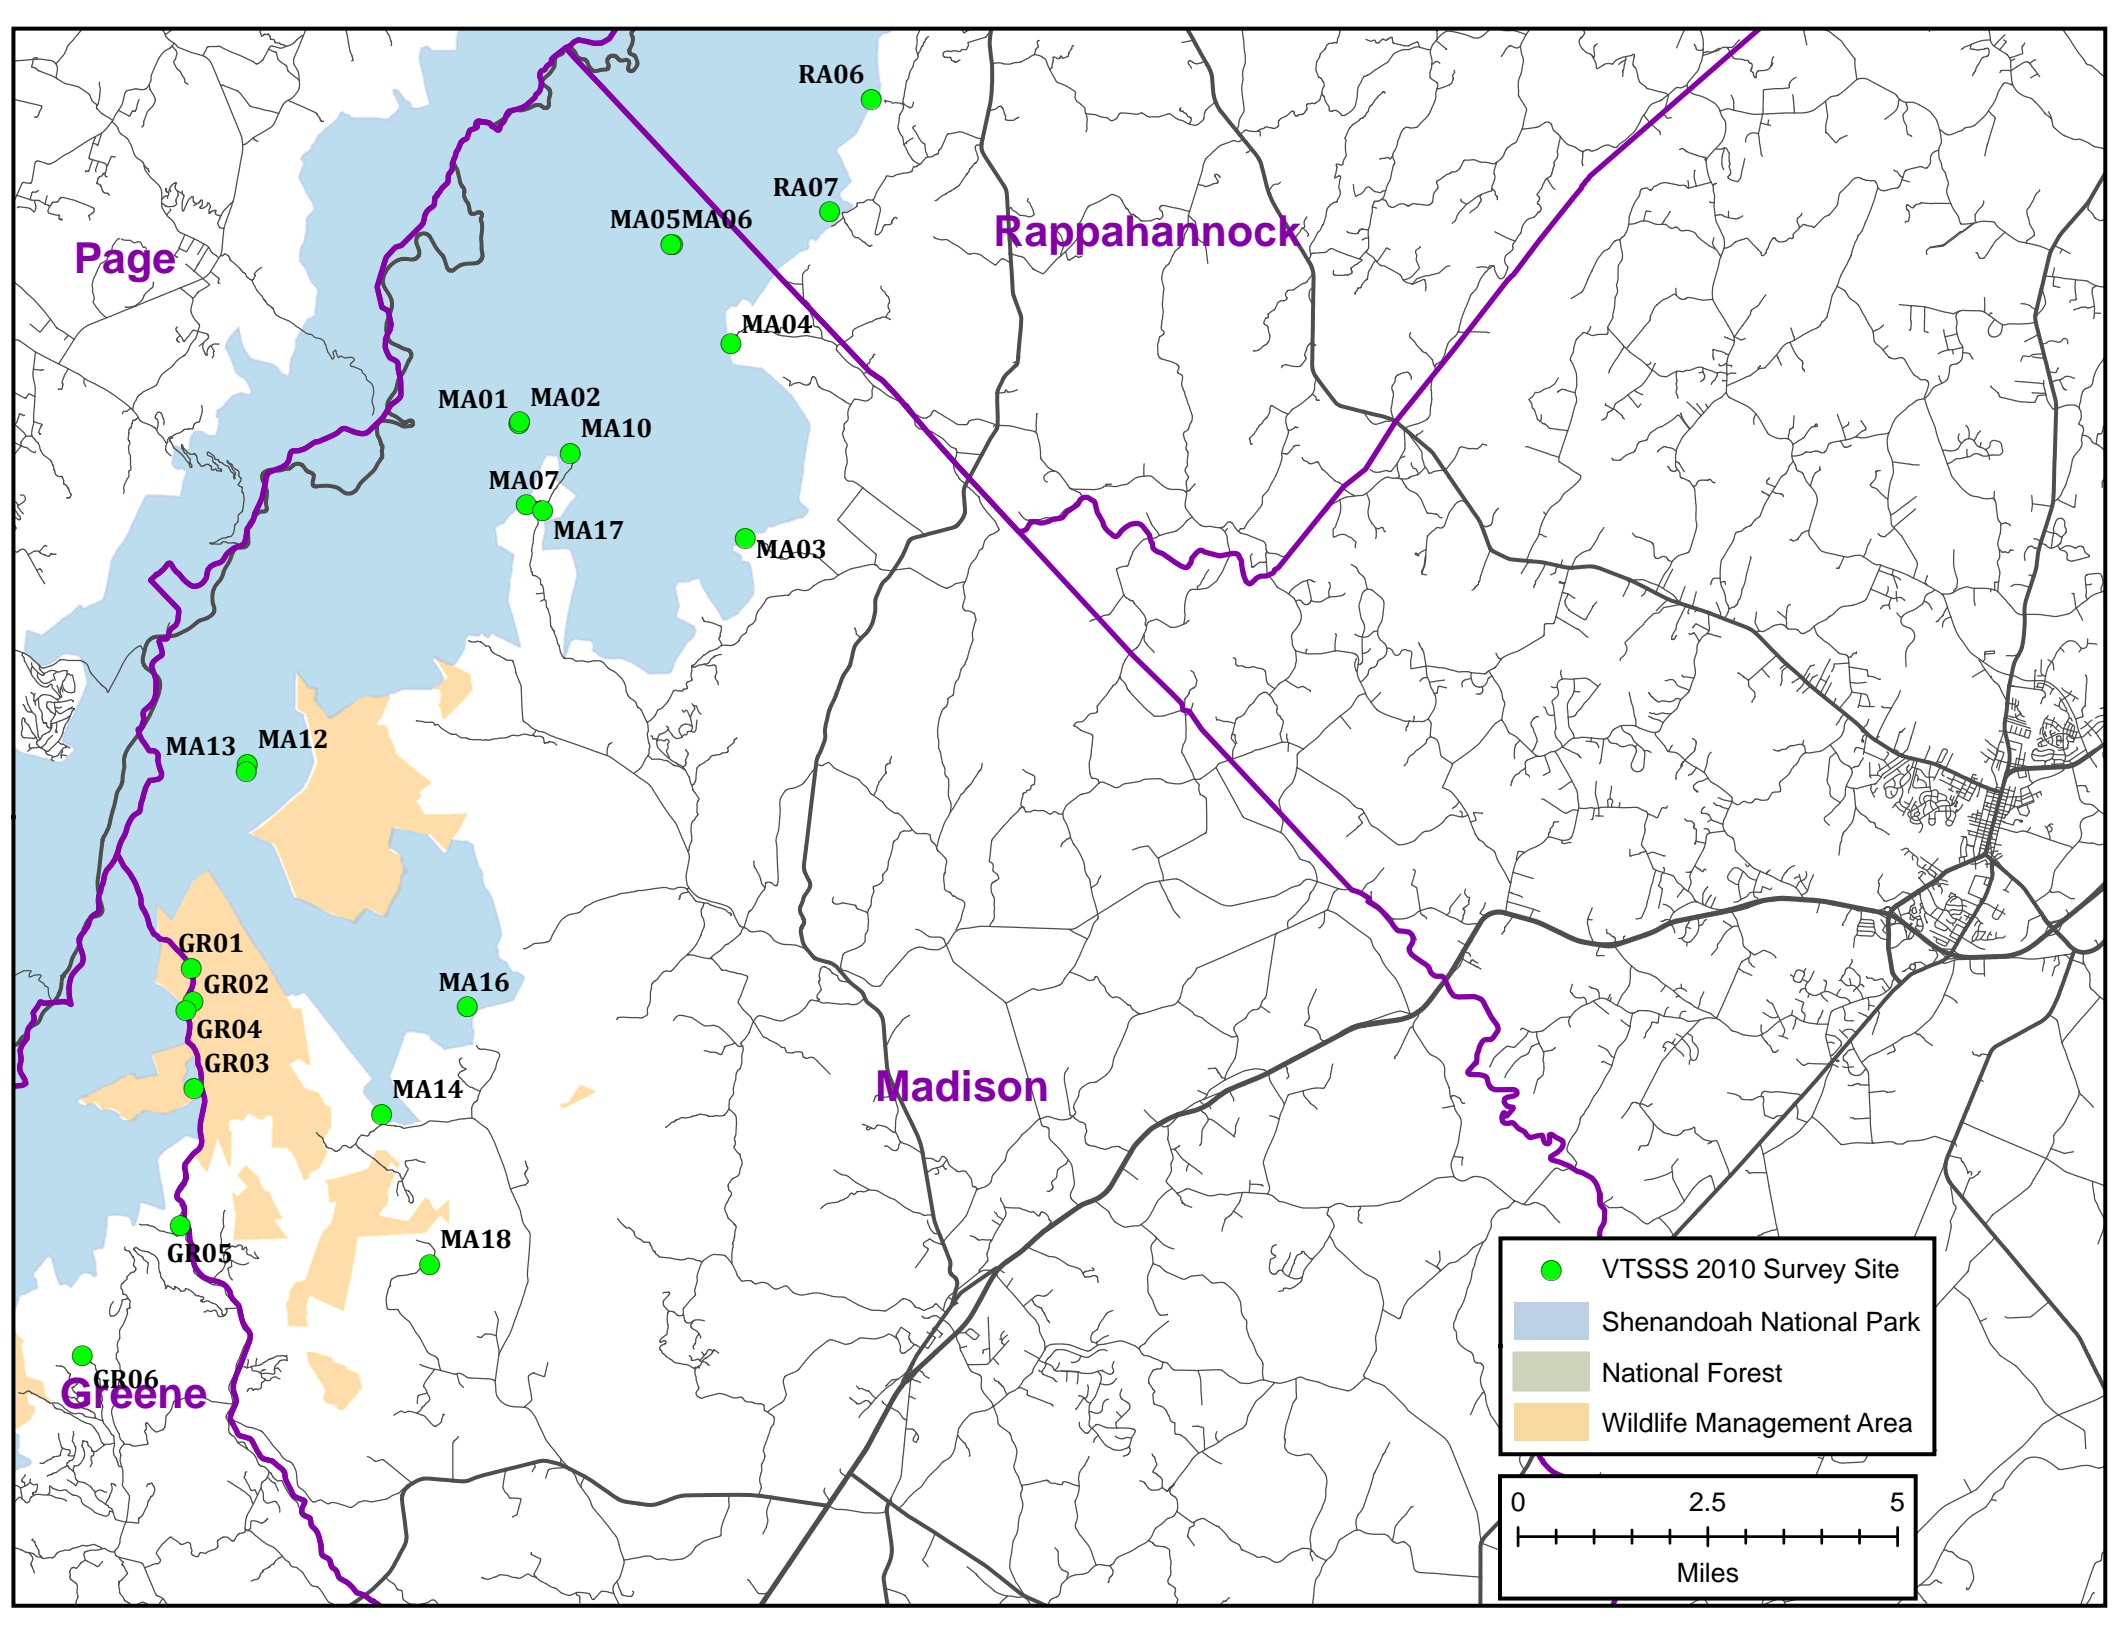 RA06
RA07
MA05MA06
Rappahannock
Page
MA04
MA01 MA02
MA10
MA07
MA17
MA03
MA13 MA12
GR01
GR02
MA16
GR04
GR03
MA14
Madison
GR05
MA18
GR06
Greene
VTSSS 2010 Survey Site
Shenandoah National Park
National Forest
Wildlife Management Area
0 2.5 5
Miles